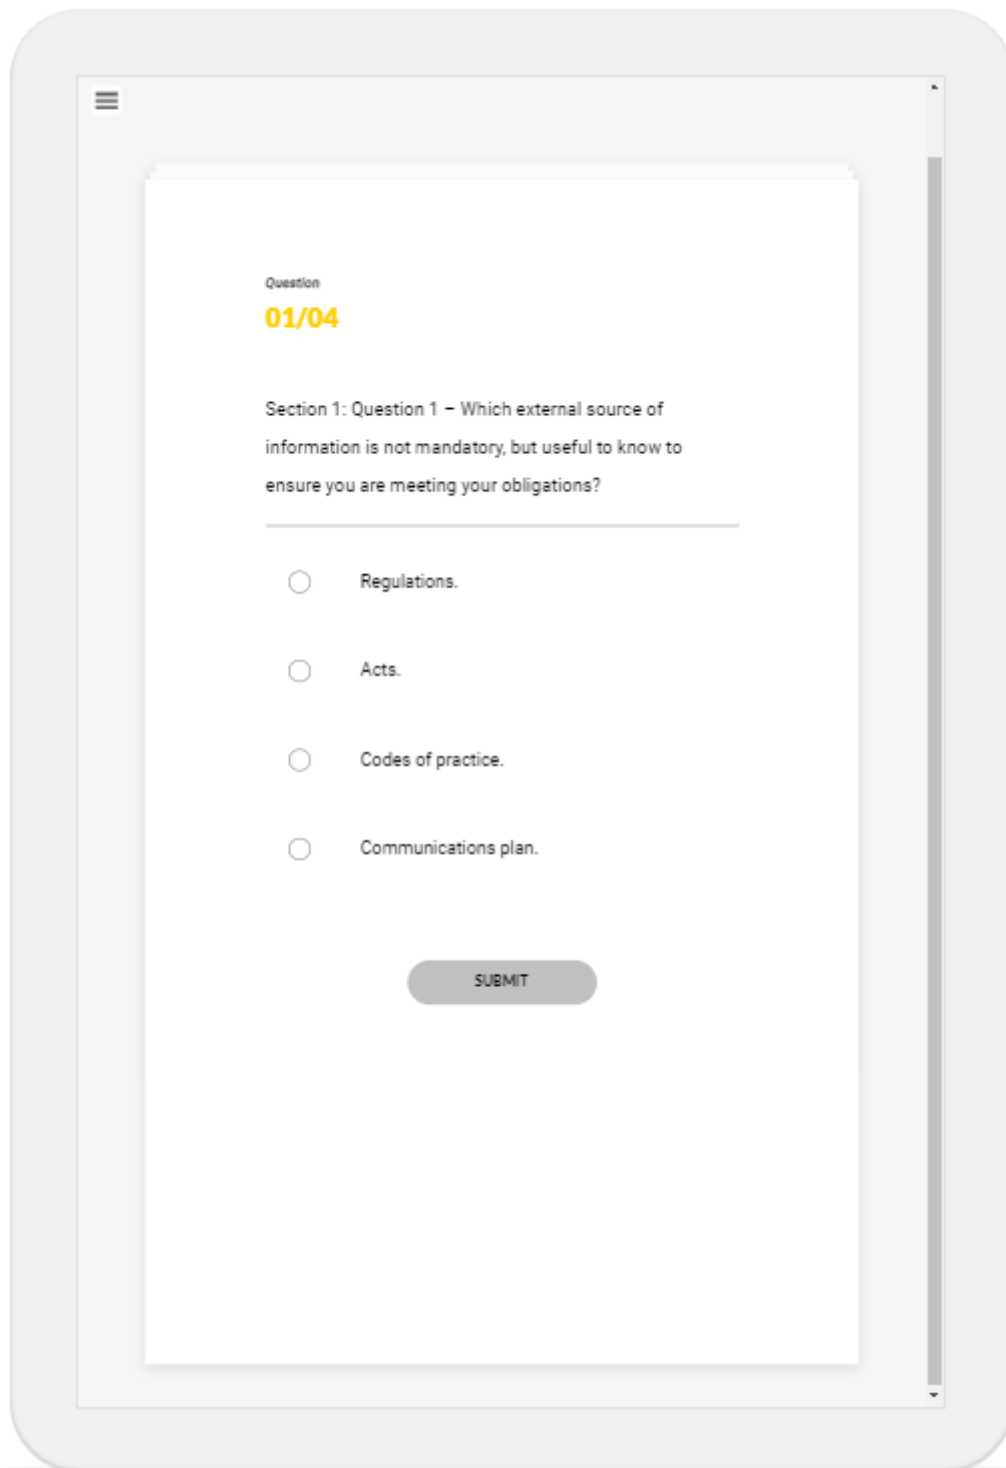 Question
01/04
Section 1: Question 1 – Which external source of
information is not mandatory, but useful to know to
ensure you are meeting your obligations?
Regulations.
Acts.
Codes of practice.
Communications plan.
SUBMIT